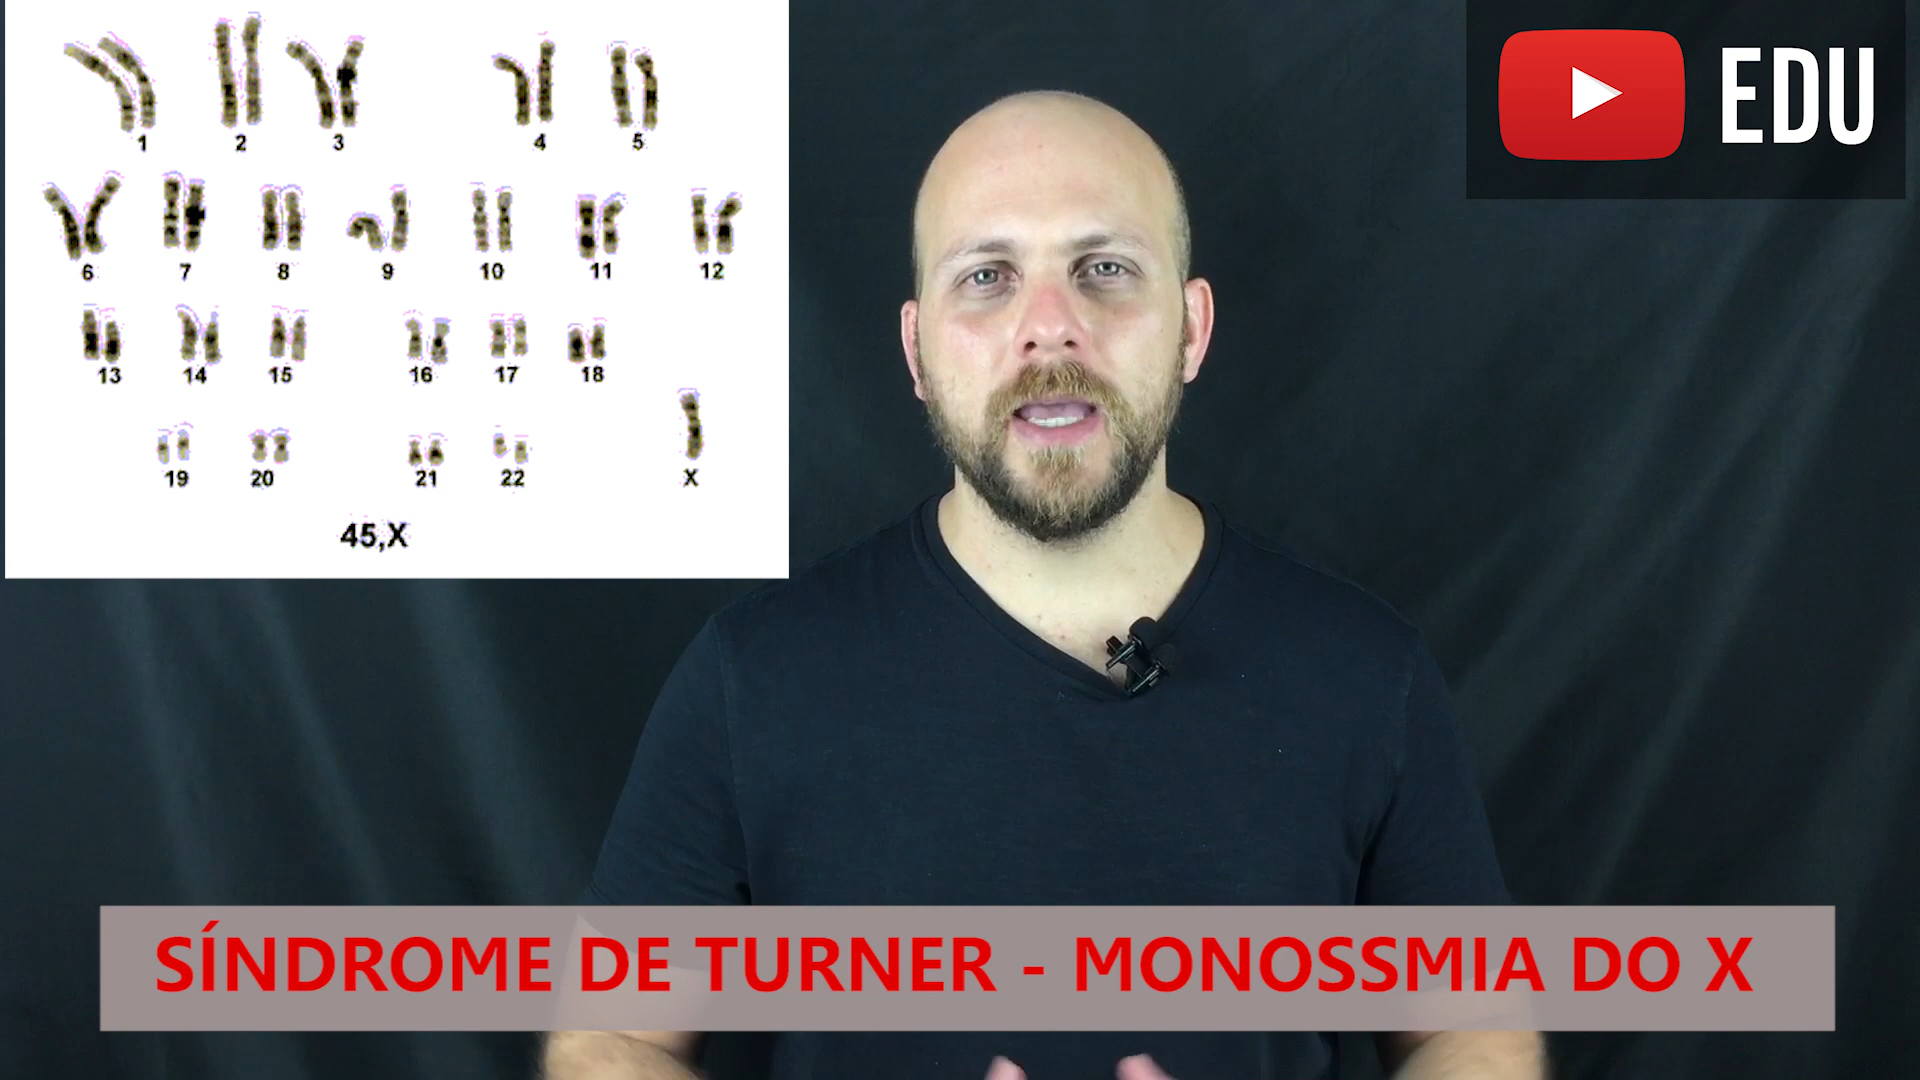 1 2 3 4 5
6 7 8 9 10 11 12
13 14 15 16 17 18
19 20 21 22 X
45,X
EDU
SÍNDROME DE TURNER - MONOSSMIA DO X